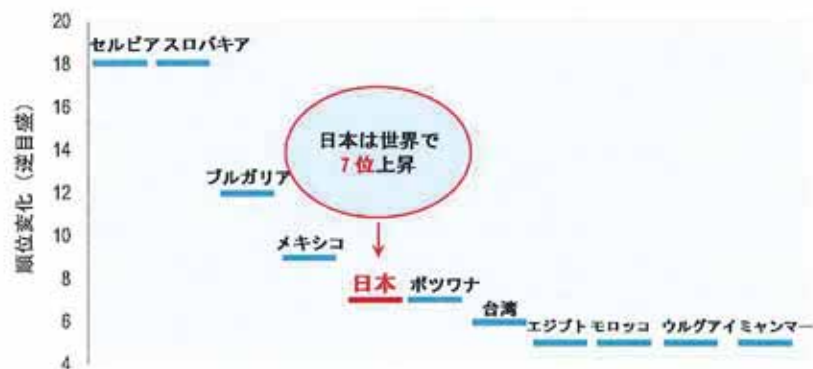 順位変化（逆目盛）
20
18
16
14
12
10
8
6
4
セルビア スロバキア
ブルガリア
メキシコ
日本は世界で
7位上昇
日本 ボツワナ
台湾
エジプト モロッコ ウルグアイ ミャンマー